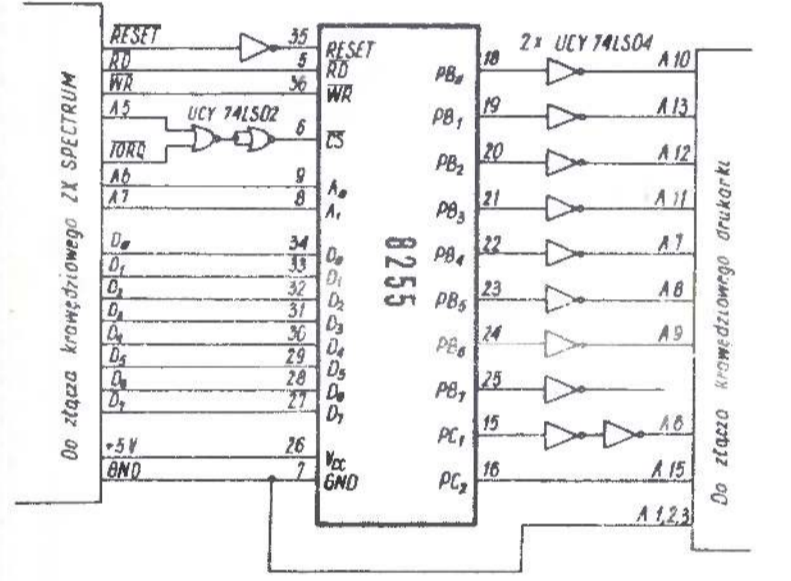 Do złącza krawędziowego ZX SPECTRUM
RESET
RD
WR
A5
IORQ
A6
A7
D0
D1
D2
D3
D4
D5
D6
D7
+5V
GND
UCY 74LS02
35
5
36
6
9
8
34
33
32
31
30
29
28
27
26
7
RESET
RD
WR
CS
A0
A1
D0
D1
D2
D3
D4
D5
D6
D7
VCC
GND
8255
PB0
PB1
PB2
PB3
PB4
PB5
PB6
PB7
PC1
PC2
18
19
20
21
22
23
24
25
15
16
2x UCY 74LS04
A10
A13
A12
A11
A7
A8
A9
A6
A15
A 1,2,3
Do złącza krawędziowego drukarki